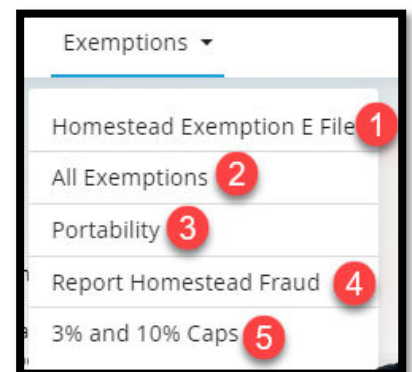 Exemptions
Homestead Exemption E File 1
All Exemptions 2
Portability 3
Report Homestead Fraud 4
3% and 10% Caps 5